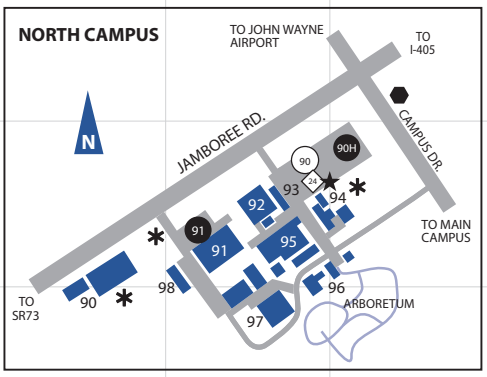 NORTH CAMPUS
TO JOHN WAYNE
AIRPORT
TO
I-405
N
JAMBOREE RD.
CAMPUS DR.
90
90H
24
93
94
92
91
91
95
TO MAIN
CAMPUS
98
96
90
TO
SR73
97
ARBORETUM